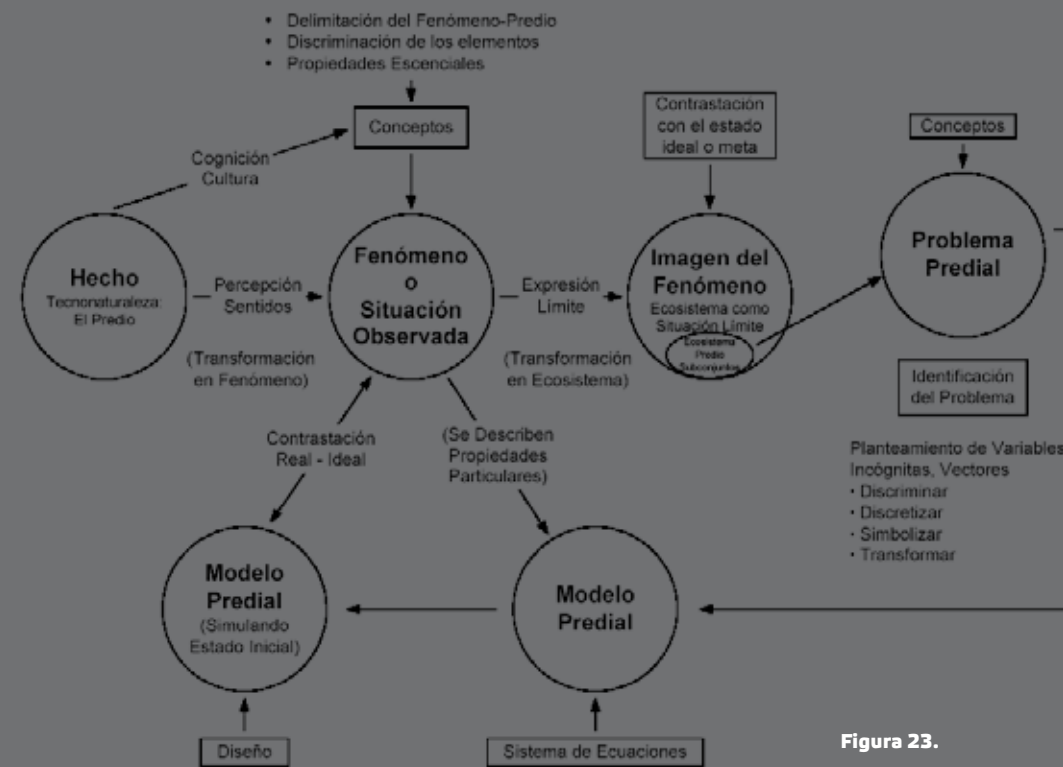 • Delimitación del Fenómeno-Predio
• Discriminación de los elementos
• Propiedades Escenciales
Conceptos
Cognición
Cultura
Hecho
Tecnonaturaleza:
El Predio
Percepción
Sentidos
(Transformación
en Fenómeno)
Fenómeno
o
Situación
Observada
Expresión
Límite
(Transformación
en Ecosistema)
Contrastación
con el estado
ideal o meta
Imagen del
Fenómeno
Ecosistema como
Situación Límite
Ecosistema
Predio
Subconjuntos
Conceptos
Problema
Predial
Identificación
del Problema
Planteamiento de Variables
Incógnitas, Vectores
• Discriminar
• Discretizar
• Simbolizar
• Transformar
Contrastación
Real - Ideal
(Se Describen
Propiedades
Particulares)
Modelo
Predial
(Simulando
Estado Inicial)
Modelo
Predial
Diseño
Sistema de Ecuaciones
Figura 23.